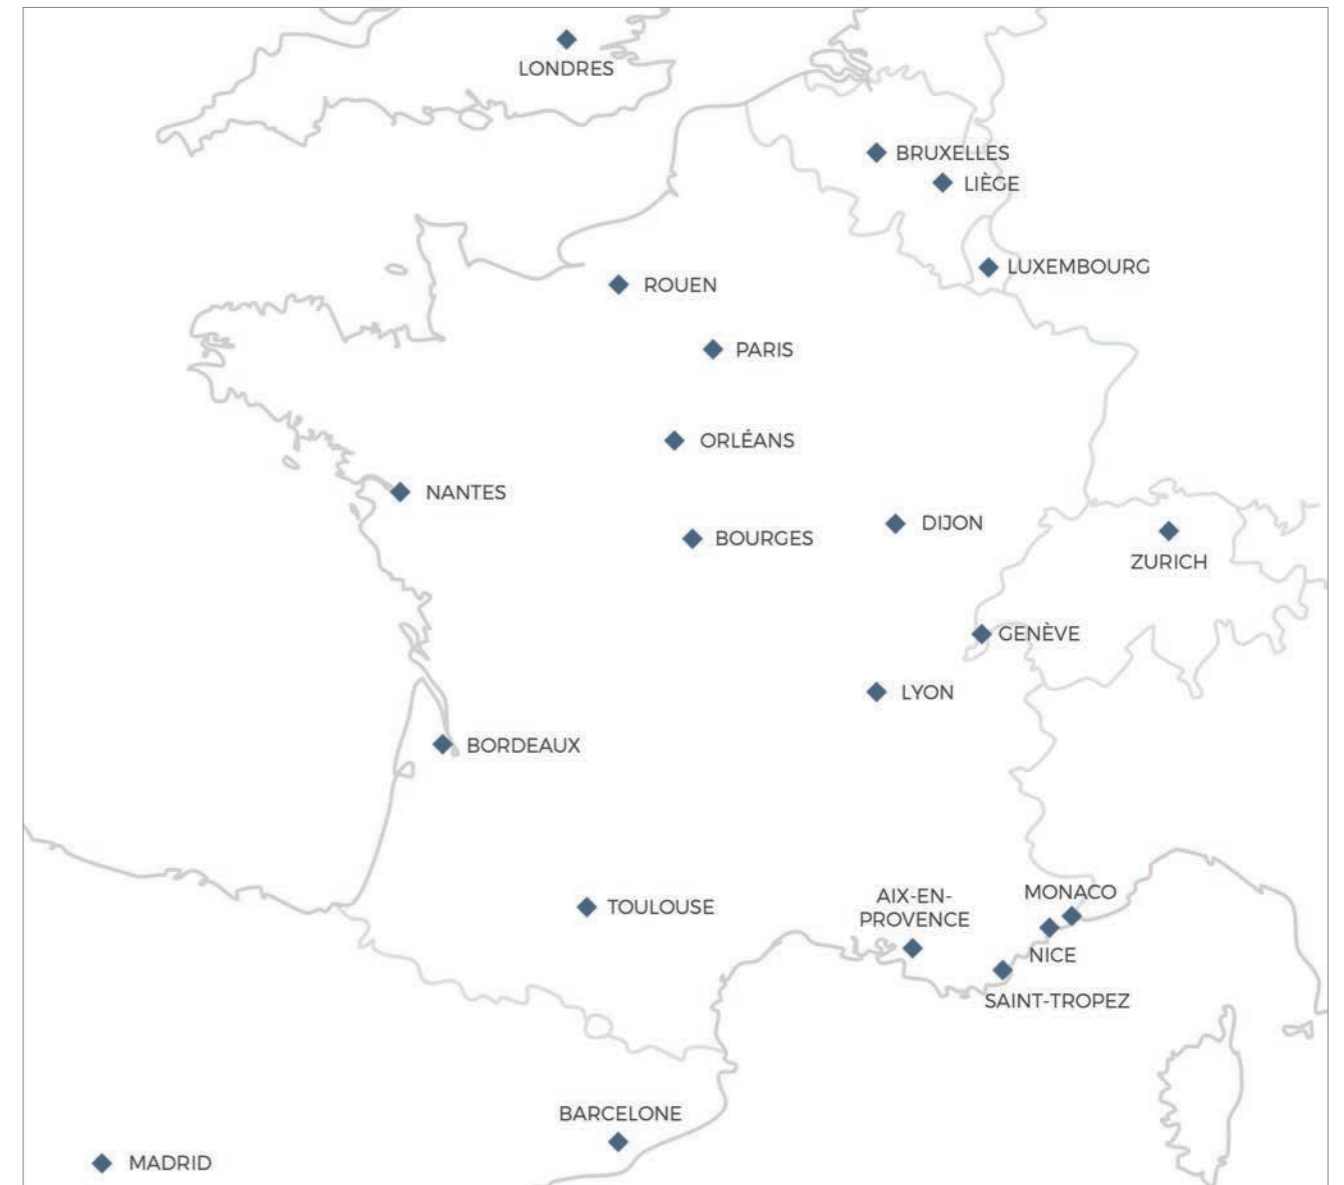 LONDRES
BRUXELLES
LIÈGE
LUXEMBOURG
ROUEN
PARIS
ORLÉANS
NANTES
DIJON
BOURGES
ZURICH
GENÈVE
LYON
BORDEAUX
TOULOUSE
AIX-EN-
PROVENCE
MONACO
NICE
SAINT-TROPEZ
BARCELONE
MADRID